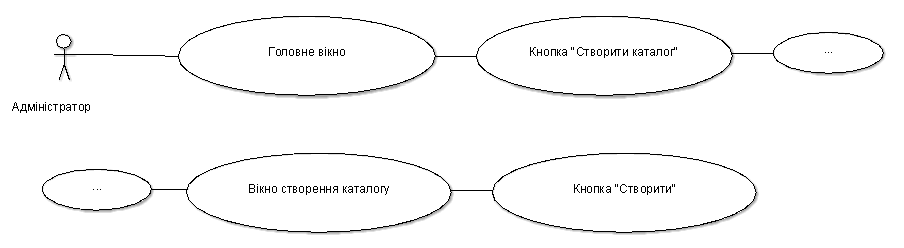 Головне вікно
Кнопка "Створити каталог"
...
Адміністратор
...
Вікно створення каталогу
Кнопка "Створити"